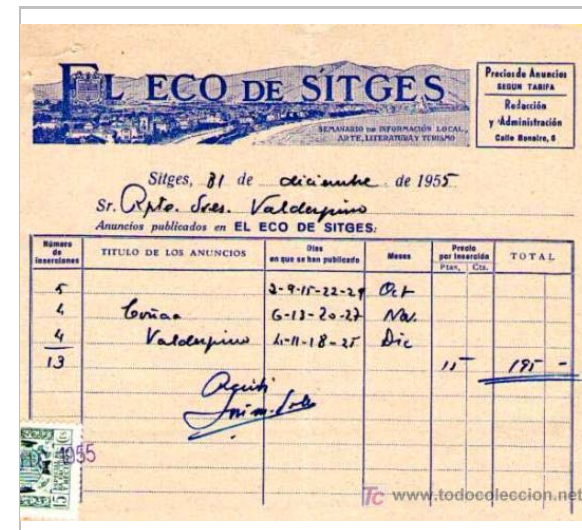 EL ECO DE SITGES
SEMANARIO DE INFORMACIÓN LOCAL,
ARTE, LITERATURA Y TURISMO
Precios de Anuncios
SEGUN TARIFA
Redacción
y Administración
Calle Bonaire, 8
Sitges, 31 de diciembre de 1955
Sr. Rpto. Sres. Valdespino
Anuncios publicados en EL ECO DE SITGES:
Número de inserciones TITULO DE LOS ANUNCIOS Días en que se han publicado Meses Precio por inserción Ptas. Cts. TOTAL
5 2-9-15-22-29 Oct
4 Coñac 6-13-20-27 Nov.
4 Valdespino 4-11-18-25 Dic
13 15 195 -
Recibí
1955
www.todocoleccion.net